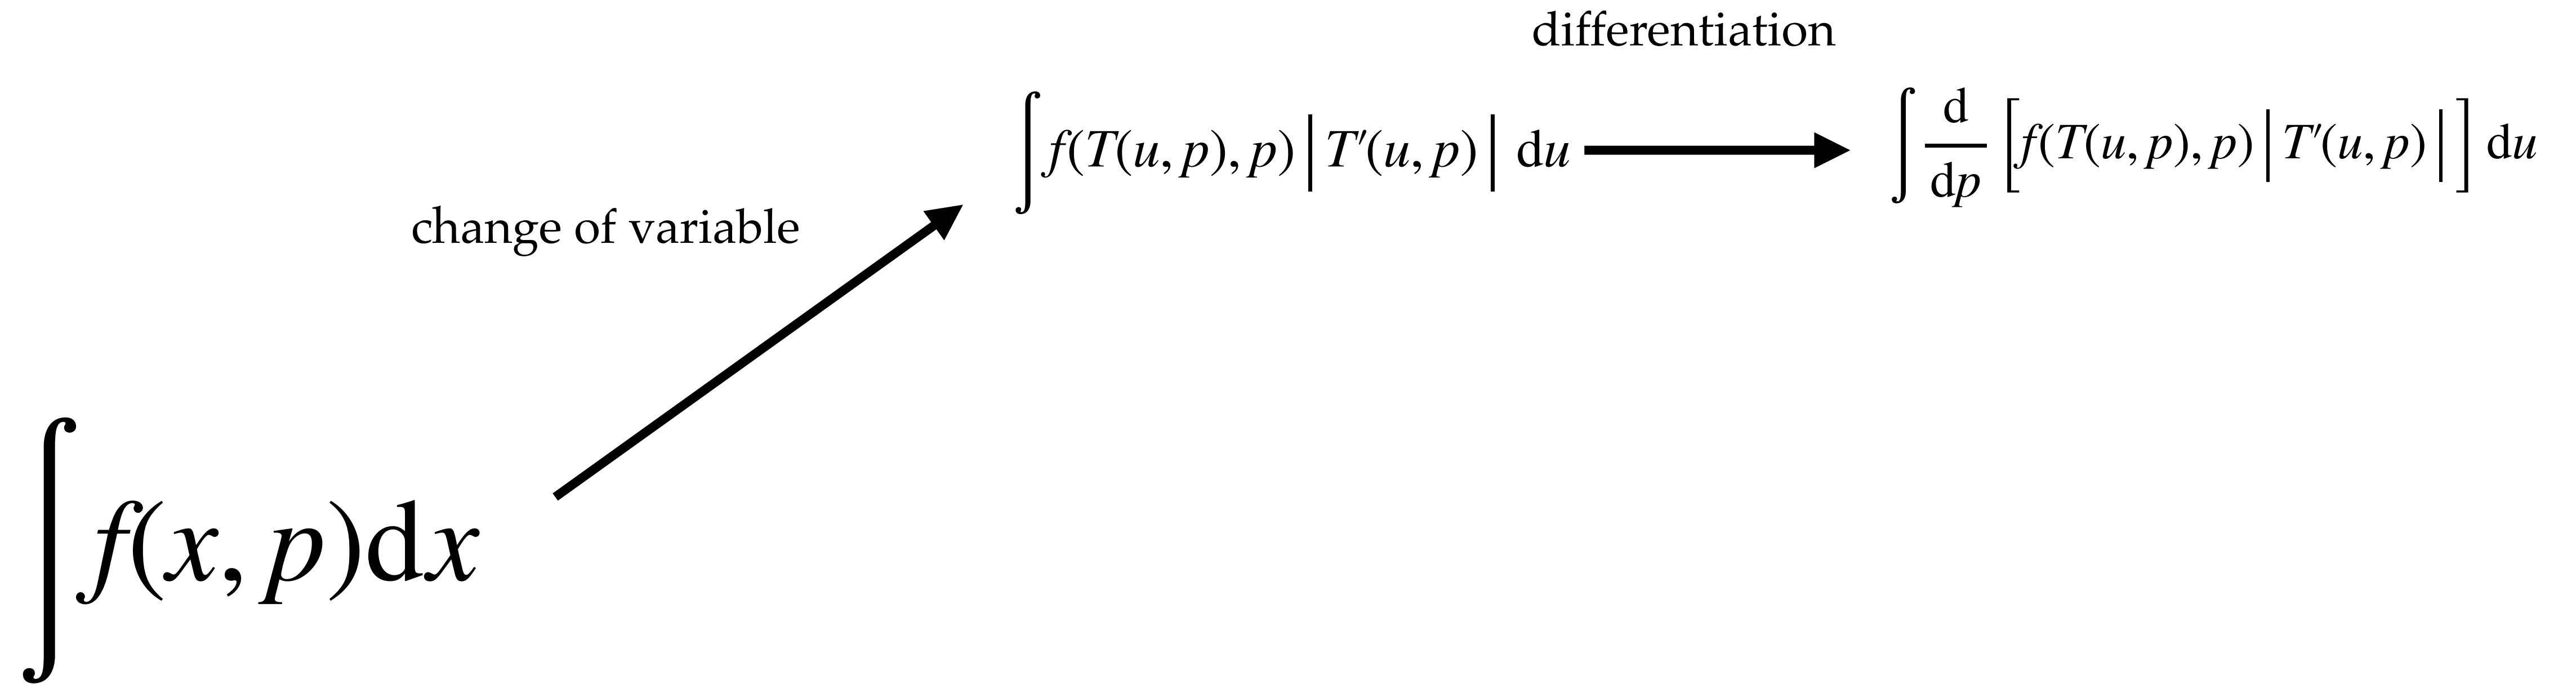 differentiation
∫ f(T(u, p), p) | T′(u, p) | du
∫ d/dp [ f(T(u, p), p) | T′(u, p) | ] du
change of variable
∫ f(x, p)dx